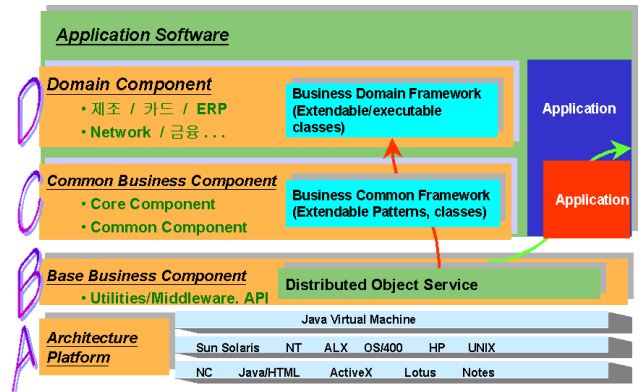 Application Software
D
Domain Component
• 제조 / 카드 / ERP
• Network / 금융 . . .
Business Domain Framework
(Extendable/executable
classes)
Application
C
Common Business Component
• Core Component
• Common Component
Business Common Framework
(Extendable Patterns, classes)
Application
B
Base Business Component
• Utilities/Middleware. API
Distributed Object Service
A
Architecture
Platform
Java Virtual Machine
Sun Solaris NT ALX OS/400 HP UNIX
NC Java/HTML ActiveX Lotus Notes